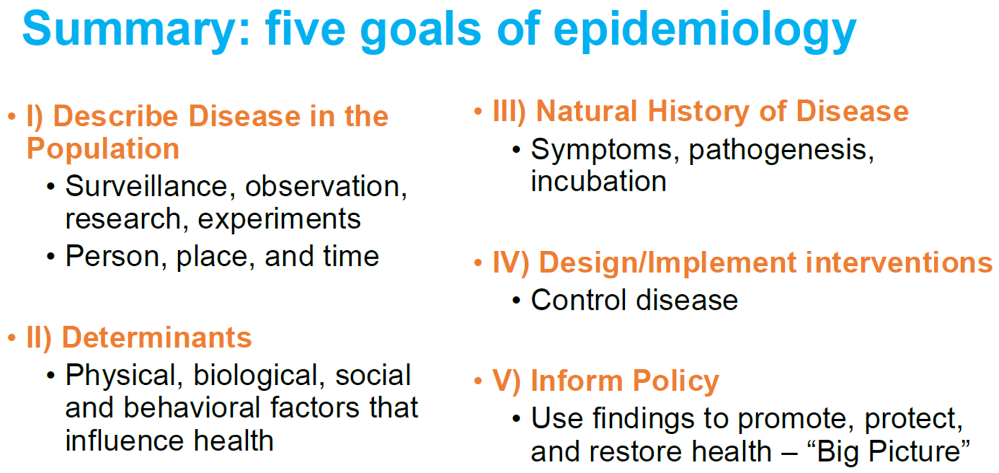 Summary: five goals of epidemiology
• I) Describe Disease in the
Population
• Surveillance, observation,
research, experiments
• Person, place, and time
• II) Determinants
• Physical, biological, social
and behavioral factors that
influence health
• III) Natural History of Disease
• Symptoms, pathogenesis,
incubation
• IV) Design/Implement interventions
• Control disease
• V) Inform Policy
• Use findings to promote, protect,
and restore health – “Big Picture”